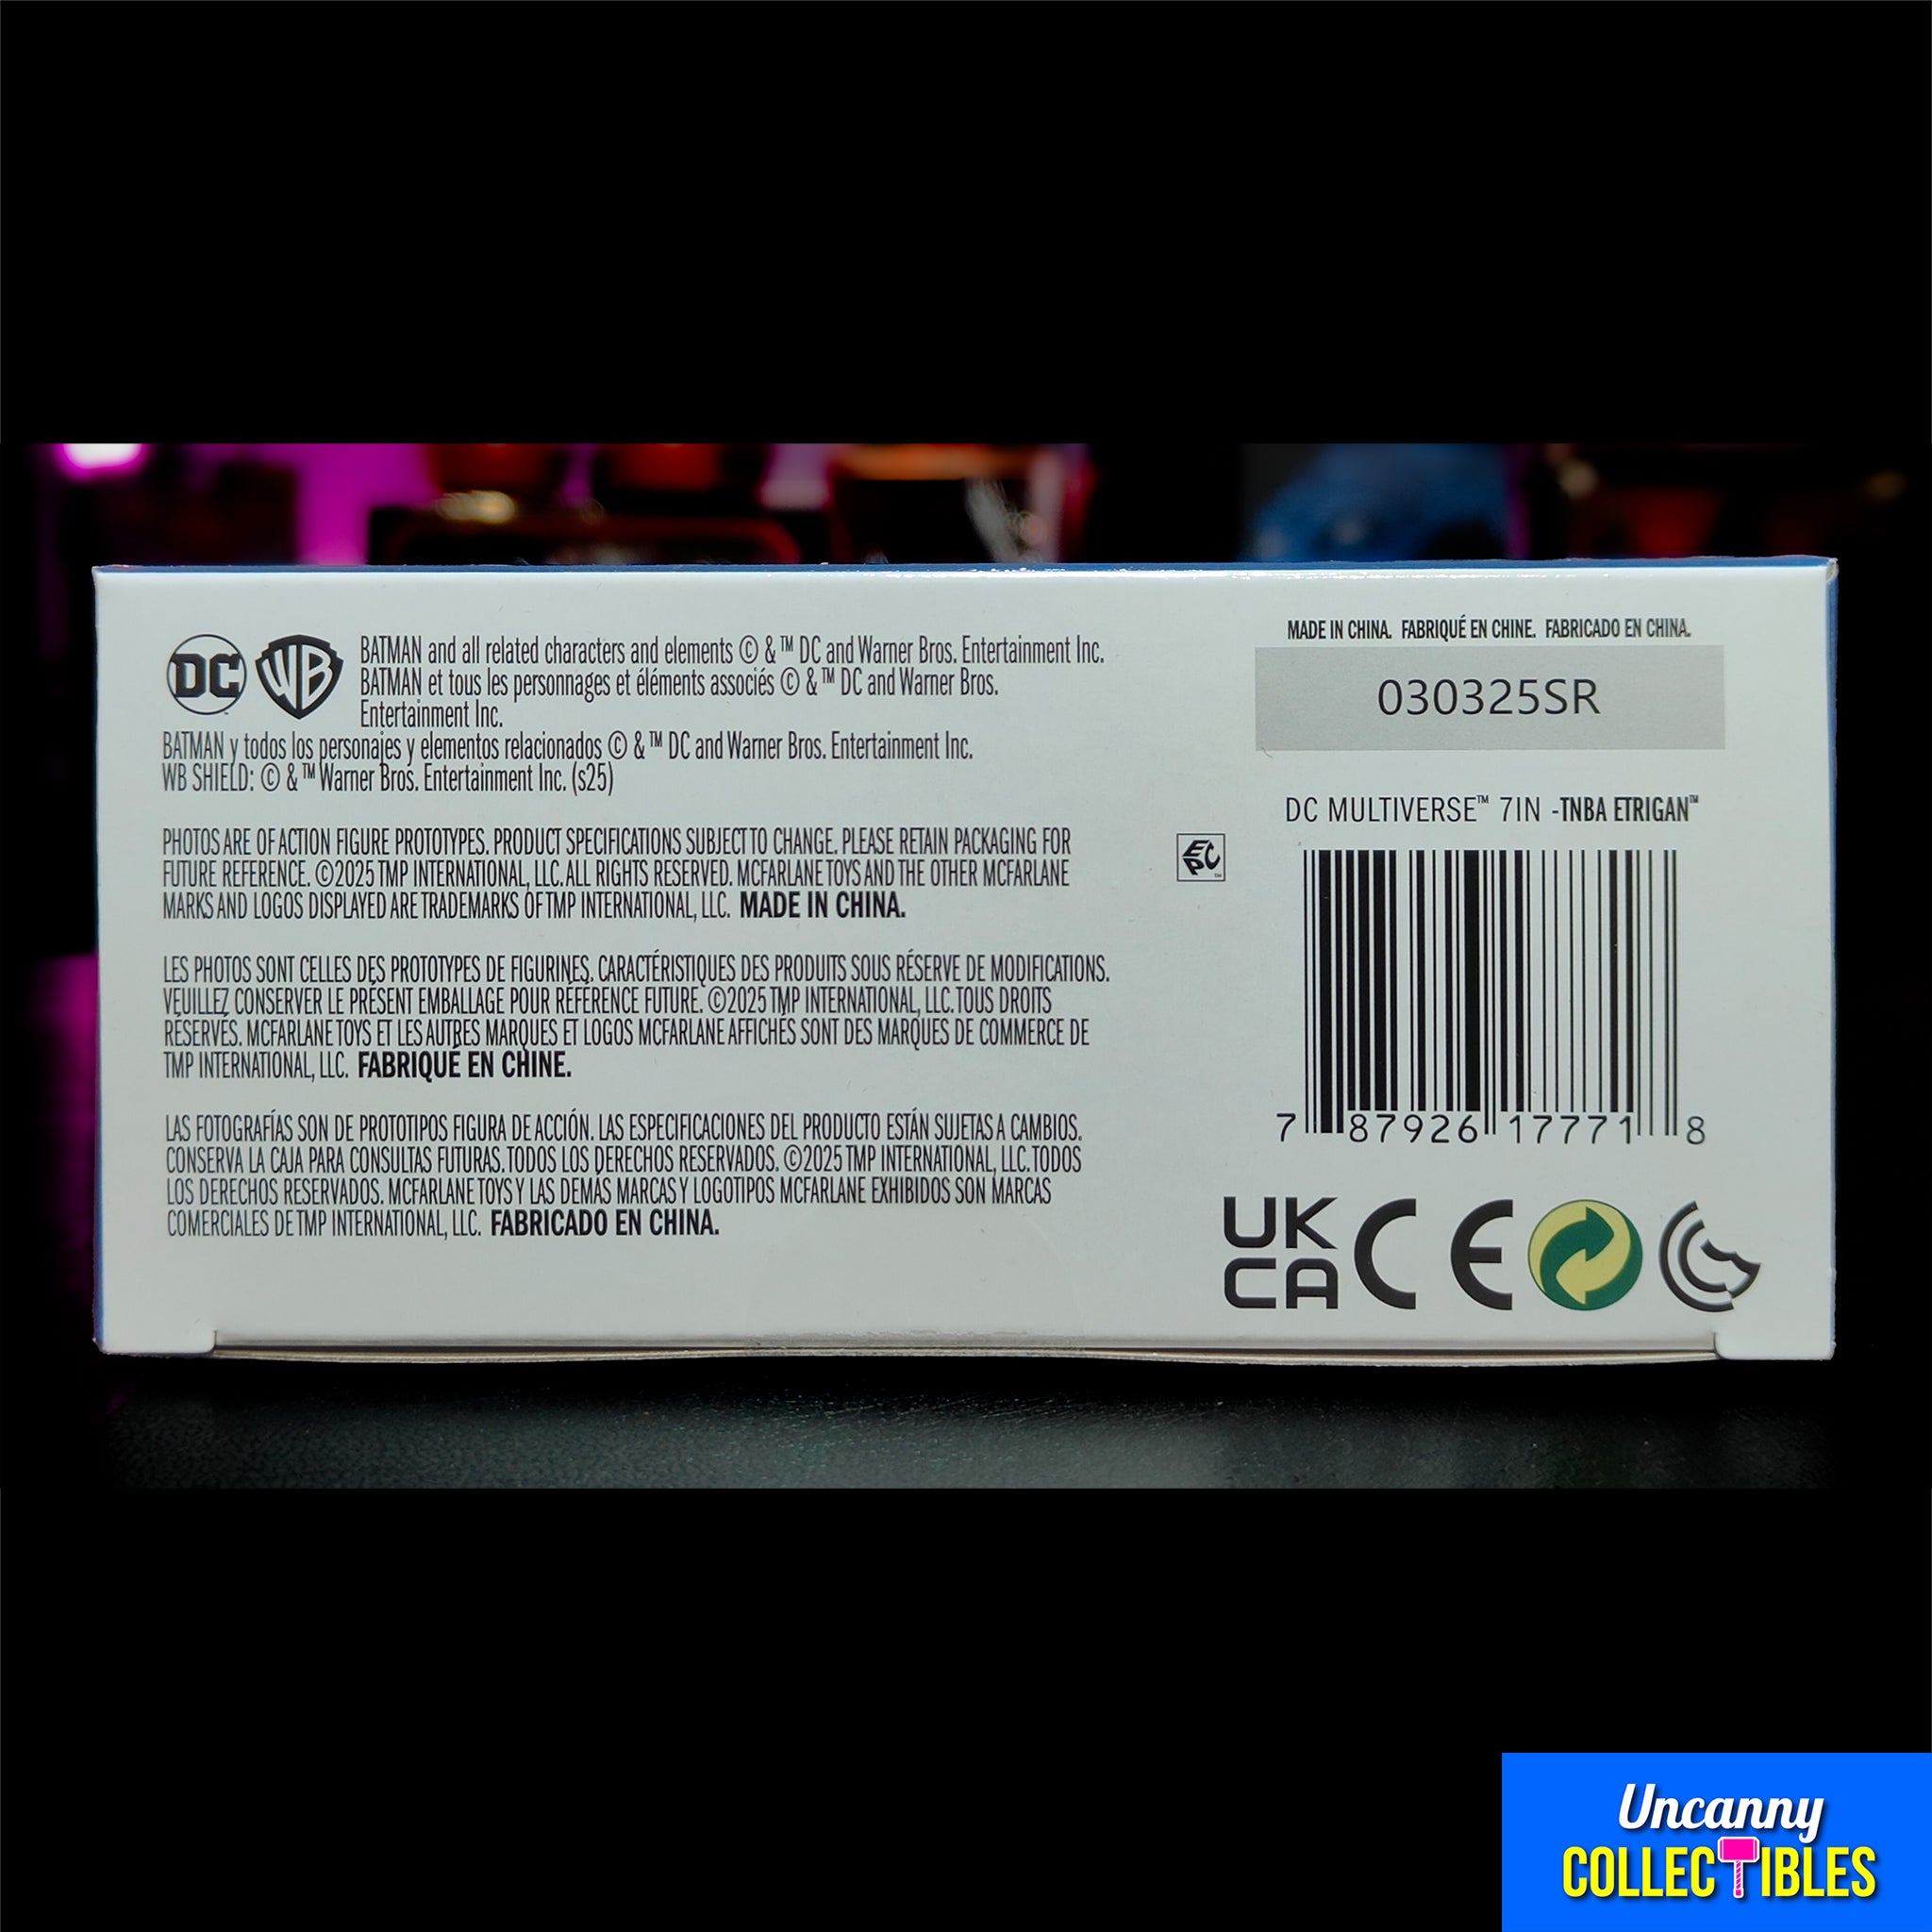 DC WB
BATMAN and all related characters and elements © & ™ DC and Warner Bros. Entertainment Inc.
BATMAN et tous les personnages et éléments associés © & ™ DC and Warner Bros.
Entertainment Inc.
BATMAN y todos los personajes y elementos relacionados © & ™ DC and Warner Bros. Entertainment Inc.
WB SHIELD: © & ™ Warner Bros. Entertainment Inc. (s25)
PHOTOS ARE OF ACTION FIGURE PROTOTYPES. PRODUCT SPECIFICATIONS SUBJECT TO CHANGE. PLEASE RETAIN PACKAGING FOR
FUTURE REFERENCE. ©2025 TMP INTERNATIONAL, LLC. ALL RIGHTS RESERVED. MCFARLANE TOYS AND THE OTHER MCFARLANE
MARKS AND LOGOS DISPLAYED ARE TRADEMARKS OF TMP INTERNATIONAL, LLC. MADE IN CHINA.
LES PHOTOS SONT CELLES DES PROTOTYPES DE FIGURINES. CARACTÉRISTIQUES DES PRODUITS SOUS RÉSERVE DE MODIFICATIONS.
VEUILLEZ CONSERVER LE PRÉSENT EMBALLAGE POUR RÉFÉRENCE FUTURE. ©2025 TMP INTERNATIONAL, LLC. TOUS DROITS
RÉSERVÉS. MCFARLANE TOYS ET LES AUTRES MARQUES ET LOGOS MCFARLANE AFFICHÉS SONT DES MARQUES DE COMMERCE DE
TMP INTERNATIONAL, LLC. FABRIQUÉ EN CHINE.
LAS FOTOGRAFÍAS SON DE PROTOTIPOS FIGURA DE ACCIÓN. LAS ESPECIFICACIONES DEL PRODUCTO ESTÁN SUJETAS A CAMBIOS.
CONSERVA LA CAJA PARA CONSULTAS FUTURAS. TODOS LOS DERECHOS RESERVADOS. ©2025 TMP INTERNATIONAL, LLC. TODOS
LOS DERECHOS RESERVADOS. MCFARLANE TOYS Y LAS DEMÁS MARCAS Y LOGOTIPOS MCFARLANE EXHIBIDOS SON MARCAS
COMERCIALES DE TMP INTERNATIONAL, LLC. FABRICADO EN CHINA.
MADE IN CHINA. FABRIQUÉ EN CHINE. FABRICADO EN CHINA.
030325SR
DC MULTIVERSE™ 7IN -TNBA ETRIGAN™
EPC™
7 87926 17771 8
UK
CA
CE
Uncanny
COLLECTIBLES